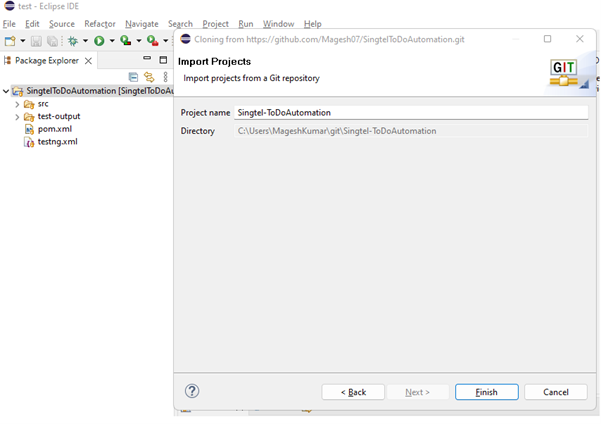 test - Eclipse IDE
File Edit Source Refactor Navigate Search Project Run Window Help
Package Explorer
SingtelToDoAutomation [SingtelToDoAu
src
test-output
pom.xml
testng.xml
Cloning from https://github.com/Magesh07/SingtelToDoAutomation.git
Import Projects
Import projects from a Git repository
GIT
Project name Singtel-ToDoAutomation
Directory C:\Users\MageshKumar\git\Singtel-ToDoAutomation
< Back Next > Finish Cancel